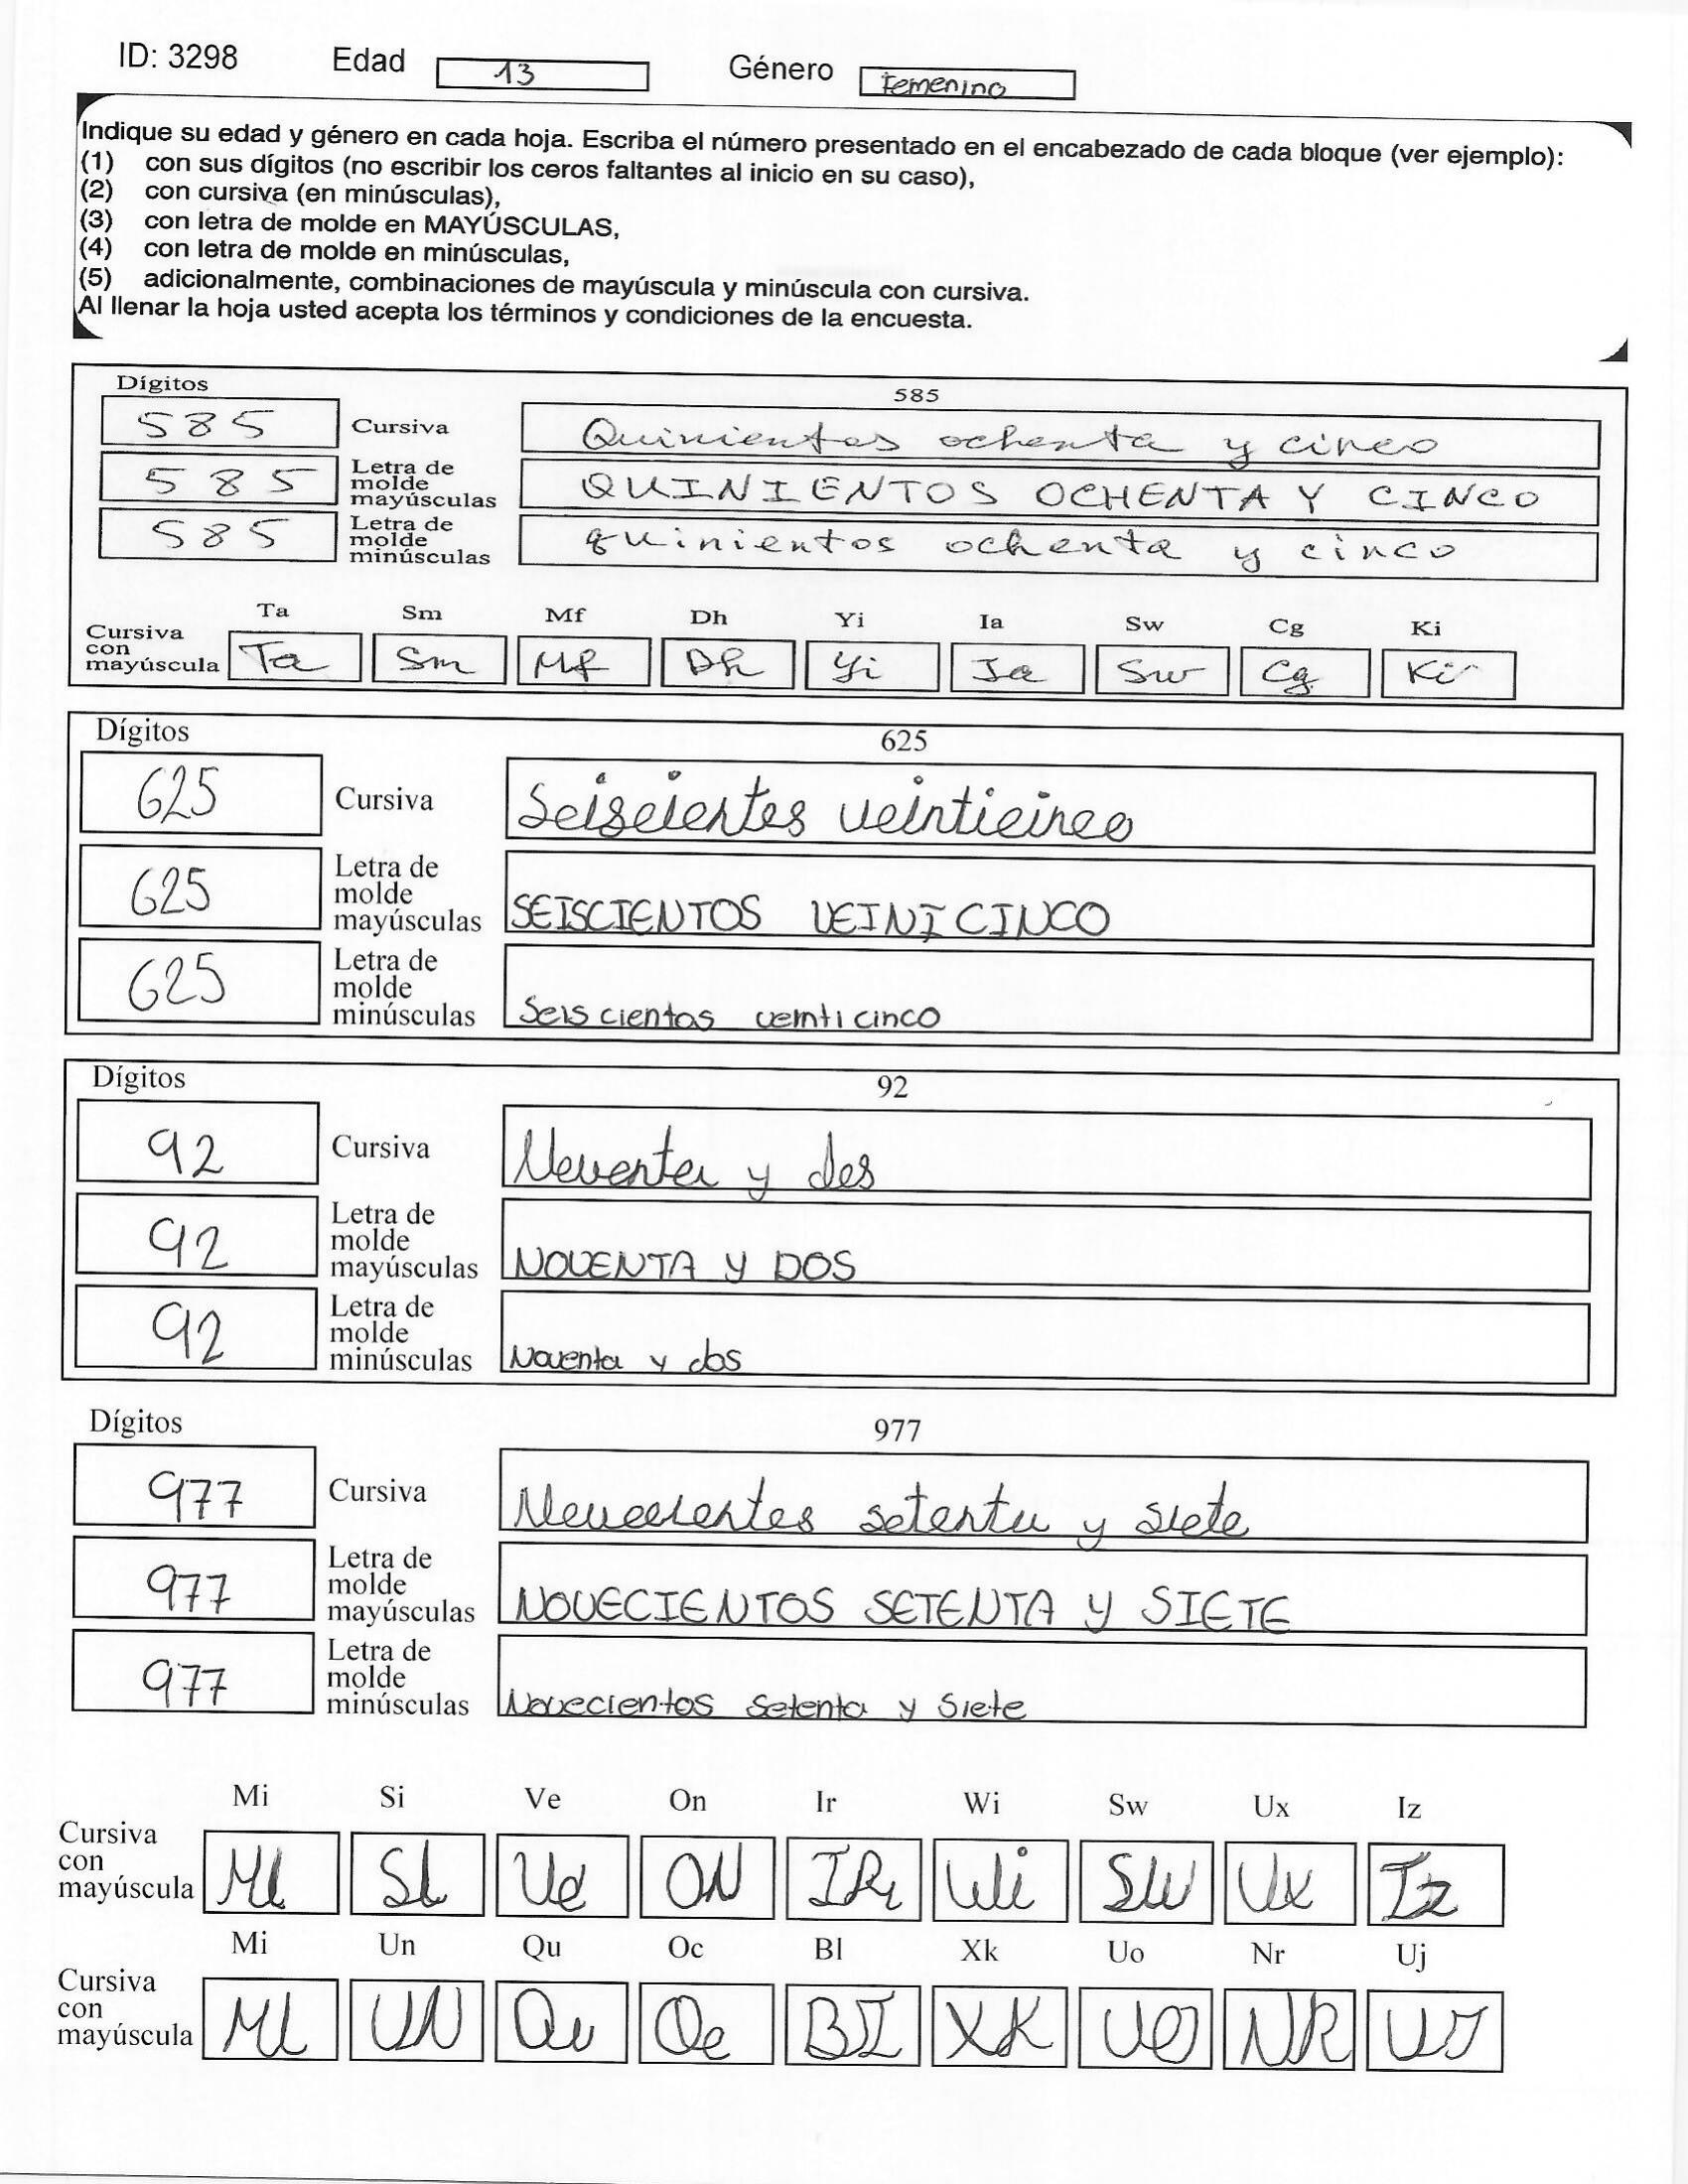 ID: 3298 Edad 13 Género Femenino
Indique su edad y género en cada hoja. Escriba el número presentado en el encabezado de cada bloque (ver ejemplo):
(1) con sus dígitos (no escribir los ceros faltantes al inicio en su caso),
(2) con cursiva (en minúsculas),
(3) con letra de molde en MAYÚSCULAS,
(4) con letra de molde en minúsculas,
(5) adicionalmente, combinaciones de mayúscula y minúscula con cursiva.
Al llenar la hoja usted acepta los términos y condiciones de la encuesta.
Dígitos 585
585 Cursiva Quinientos ochenta y cinco
585 Letra de molde mayúsculas QUINIENTOS OCHENTA Y CINCO
585 Letra de molde minúsculas quinientos ochenta y cinco
Ta Sm Mf Dh Yi Ia Sw Cg Ki
Cursiva con mayúscula Ta Sm Mf Dh Yi Ia Sw Cg Ki
Dígitos 625
625 Cursiva Seiscientos veinticinco
625 Letra de molde mayúsculas SEISCIENTOS VEINICINCO
625 Letra de molde minúsculas Seis cientos veinti cinco
Dígitos 92
92 Cursiva Noventa y dos
92 Letra de molde mayúsculas NOVENTA Y DOS
92 Letra de molde minúsculas Noventa y dos
Dígitos 977
977 Cursiva Novecientos setenta y siete
977 Letra de molde mayúsculas NOVECIENTOS SETENTA Y SIETE
977 Letra de molde minúsculas Novecientos Setenta y Siete
Mi Si Ve On Ir Wi Sw Ux Iz
Cursiva con mayúscula Mi Si Ve ON IR Wi SW Ux Iz
Mi Un Qu Oc Bl Xk Uo Nr Uj
Cursiva con mayúscula Mi UN Qu Oc BI XK UO NR UJ